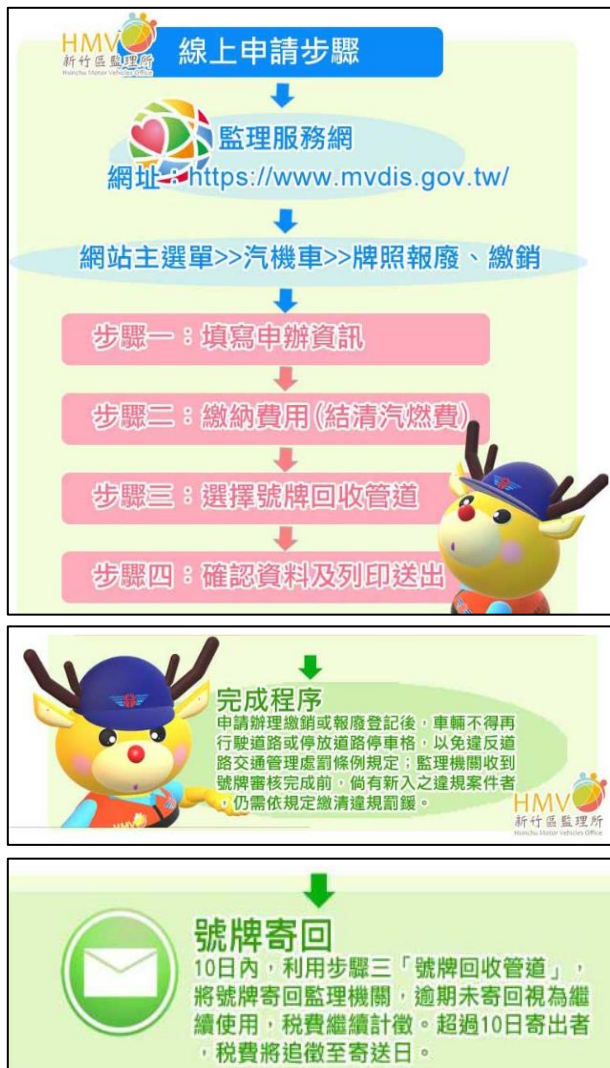 HMV
新竹區監理所
Hsinchu Motor Vehicles Office
線上申請步驟
監理服務網
網址：https://www.mvdis.gov.tw/
網站主選單>>汽機車>>牌照報廢、繳銷
步驟一：填寫申辦資訊
步驟二：繳納費用(結清汽燃費)
步驟三：選擇號牌回收管道
步驟四：確認資料及列印送出
完成程序
申請辦理繳銷或報廢登記後，車輛不得再
行駛道路或停放道路停車格，以免違反道
路交通管理處罰條例規定；監理機關收到
號牌審核完成前，倘有新入之違規案件者
，仍需依規定繳清違規罰鍰。
HMV
新竹區監理所
Hsinchu Motor Vehicles Office
號牌寄回
10日內，利用步驟三「號牌回收管道」，
將號牌寄回監理機關，逾期未寄回視為繼
續使用，稅費繼續計徵。超過10日寄出者
，稅費將追徵至寄送日。